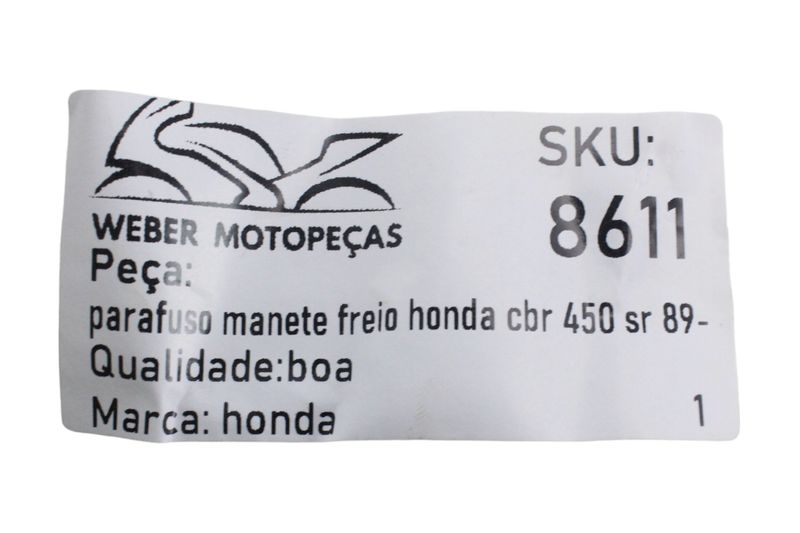 WEBER MOTOPEÇAS
SKU:
8611
Peça:
parafuso manete freio honda cbr 450 sr 89-
Qualidade:boa
Marca: honda
1